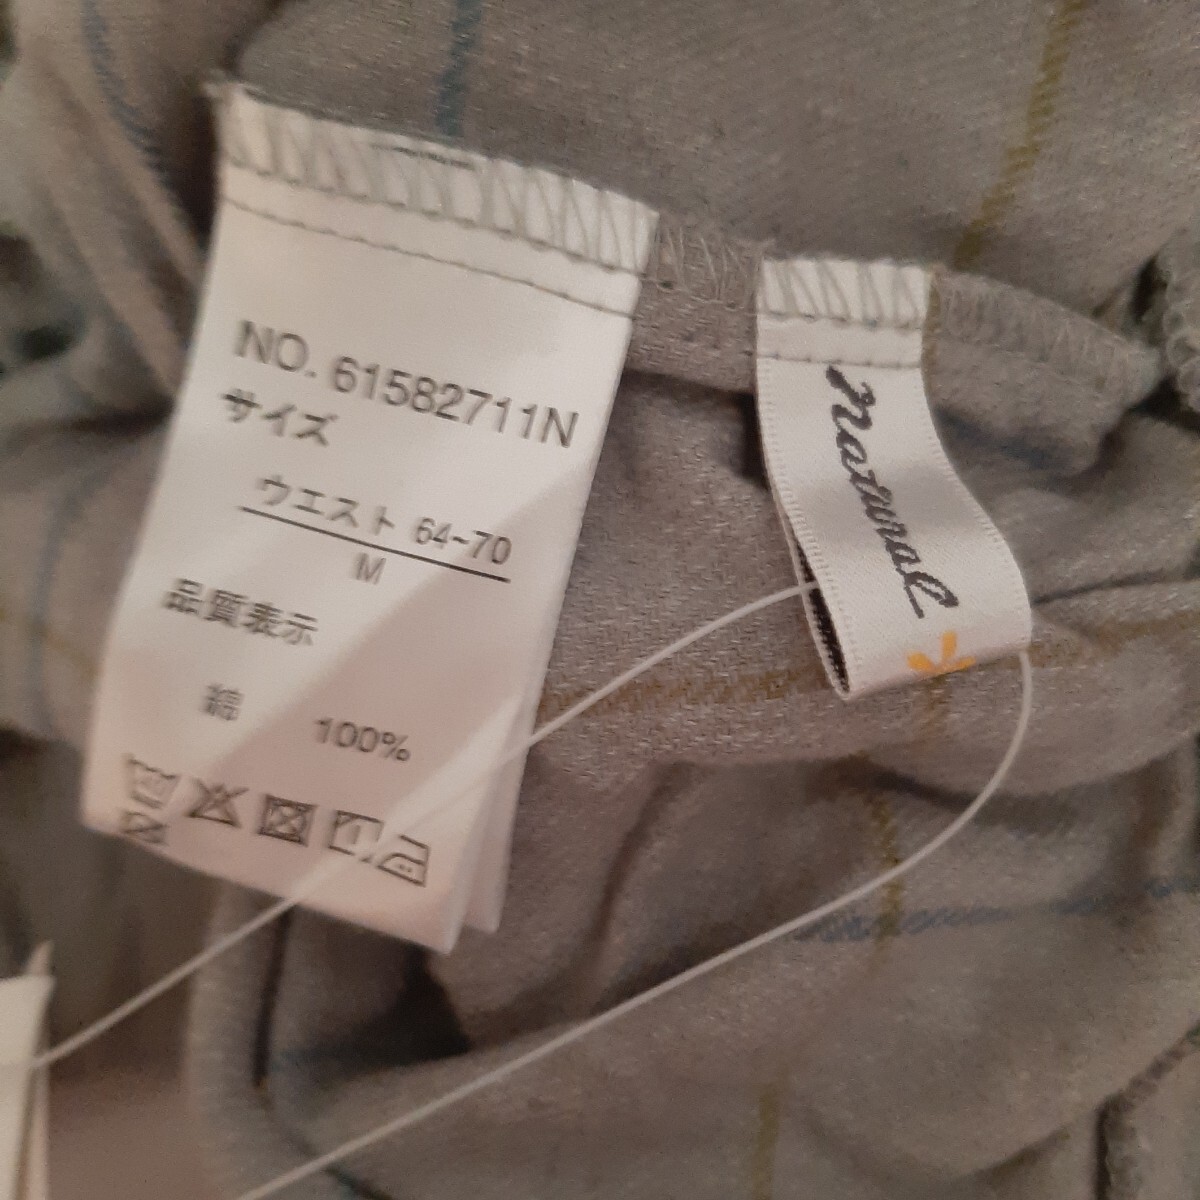 NO. 61582711N
サイズ
ウエスト 64~70
M
品質表示
綿 100%
natural